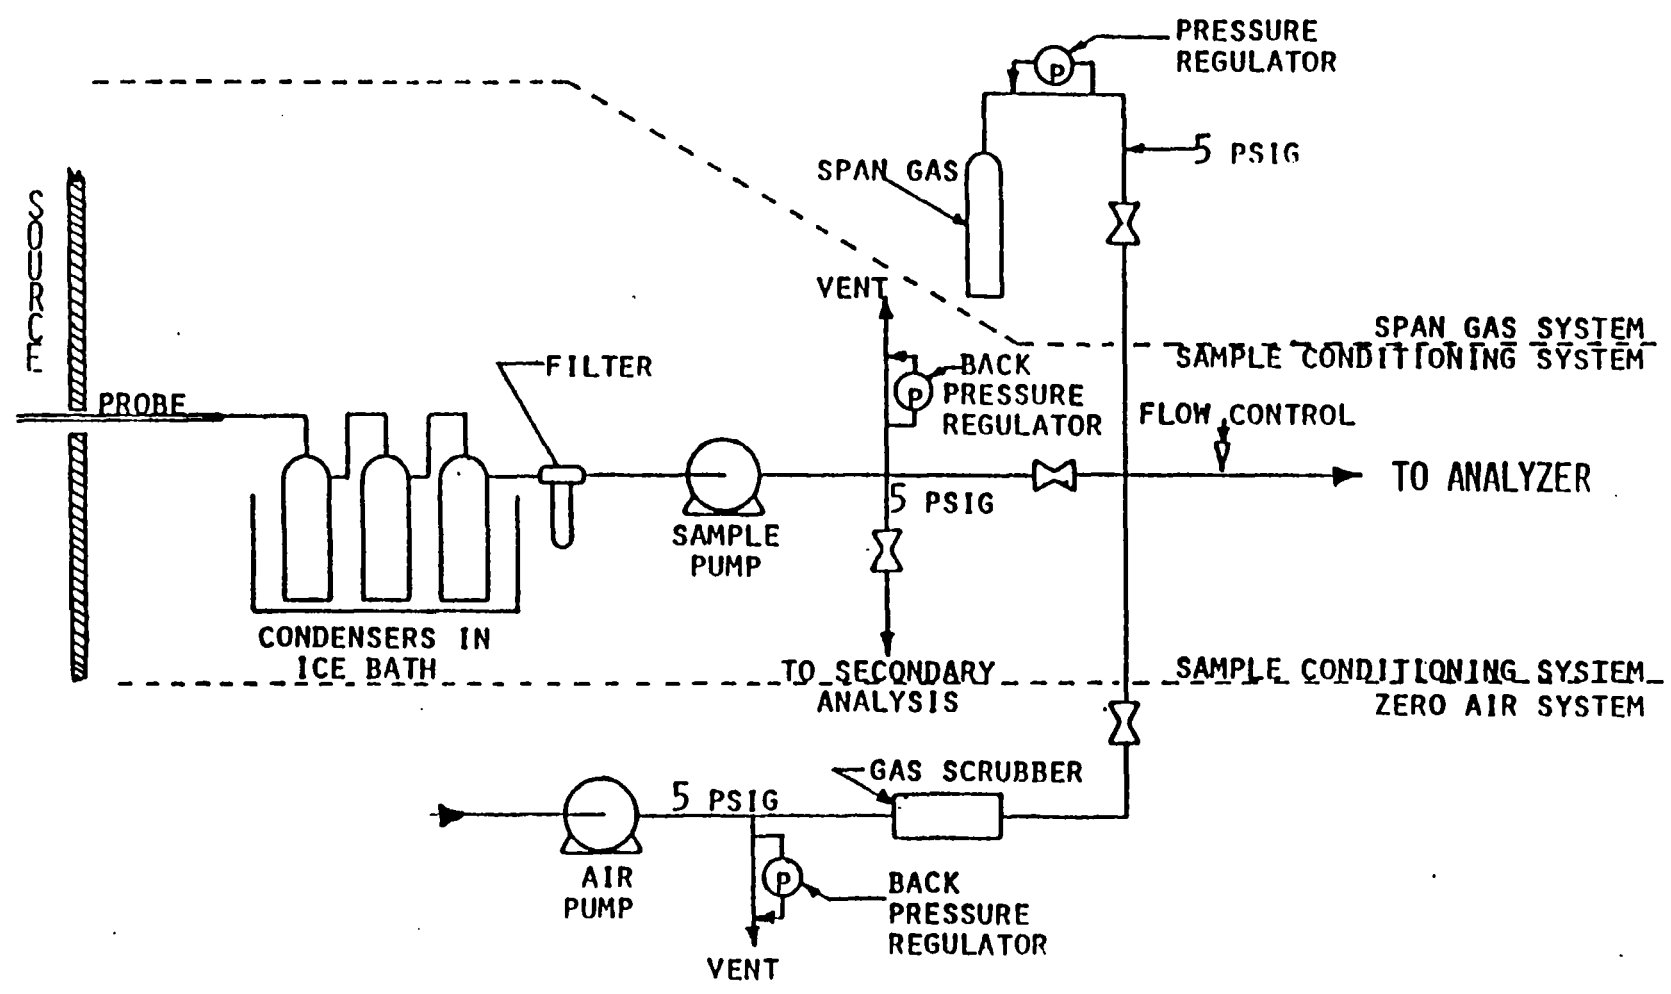 PRESSURE
REGULATOR
P
5 PSIG
SPAN GAS
SOURCE
VENT
SPAN GAS SYSTEM
SAMPLE CONDITIONING SYSTEM
FILTER
BACK
PRESSURE
REGULATOR
P
PROBE
FLOW CONTROL
TO ANALYZER
5 PSIG
SAMPLE
PUMP
CONDENSERS IN
ICE BATH
TO SECONDARY
ANALYSIS
SAMPLE CONDITIONING SYSTEM
ZERO AIR SYSTEM
GAS SCRUBBER
5 PSIG
AIR
PUMP
P
BACK
PRESSURE
REGULATOR
VENT